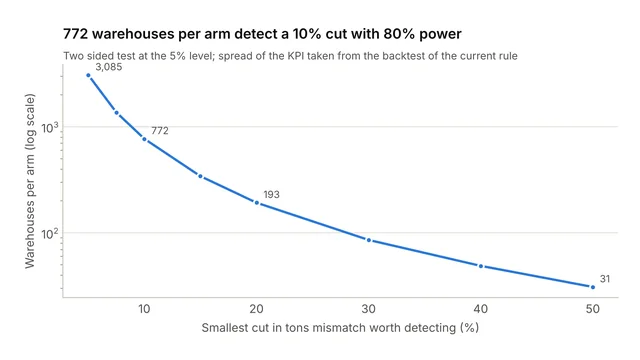 772 warehouses per arm detect a 10% cut with 80% power
Two sided test at the 5% level; spread of the KPI taken from the backtest of the current rule
3,085
10³
772
193
10²
31
Warehouses per arm (log scale)
10 20 30 40 50
Smallest cut in tons mismatch worth detecting (%)